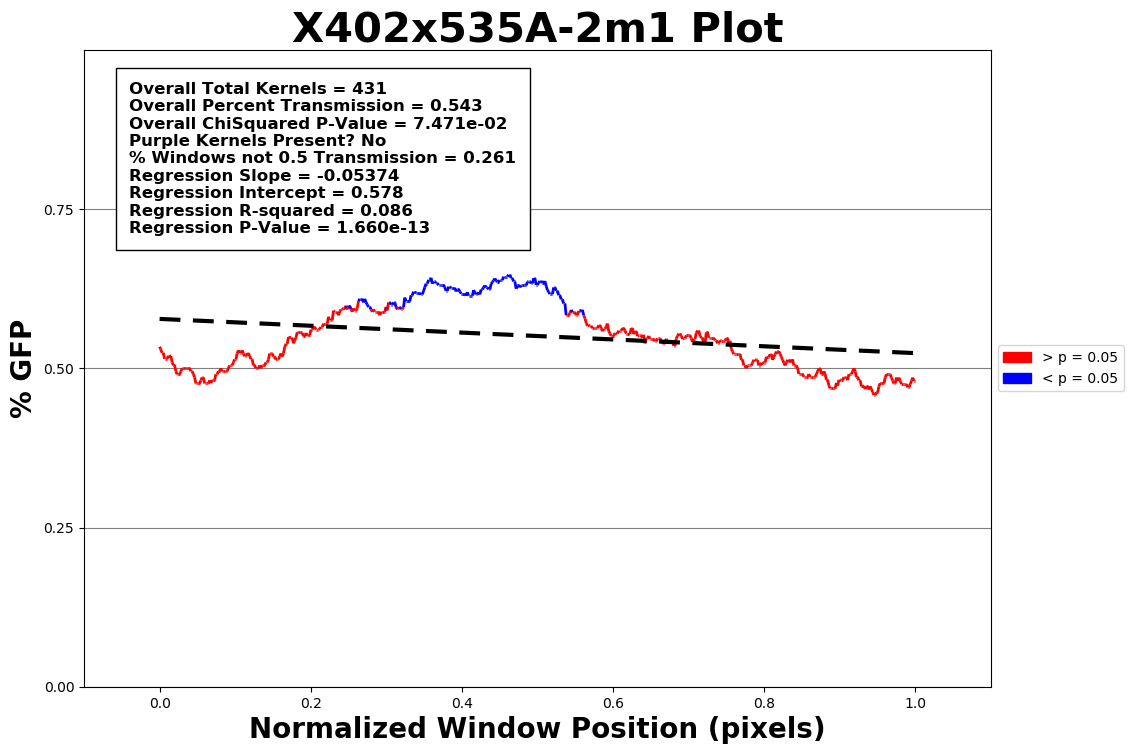 X402x535A-2m1 Plot
Overall Total Kernels = 431
Overall Percent Transmission = 0.543
Overall ChiSquared P-Value = 7.471e-02
Purple Kernels Present? No
% Windows not 0.5 Transmission = 0.261
Regression Slope = -0.05374
Regression Intercept = 0.578
Regression R-squared = 0.086
Regression P-Value = 1.660e-13
% GFP
0.75
0.50
0.25
0.00
> p = 0.05
< p = 0.05
0.0 0.2 0.4 0.6 0.8 1.0
Normalized Window Position (pixels)